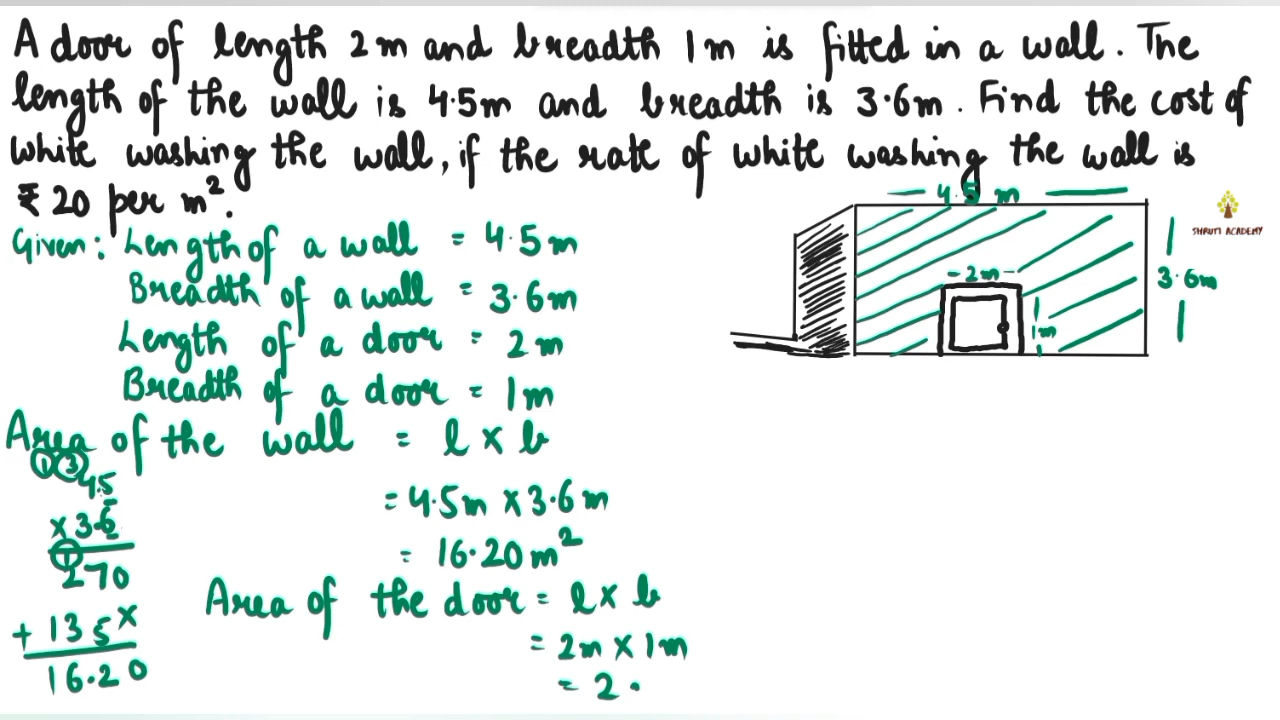 A door of length 2m and breadth 1m is fitted in a wall. The
length of the wall is 4.5m and breadth is 3.6m. Find the cost of
white washing the wall, if the rate of white washing the wall is
₹20 per m².
4.5 m
SHRUTI ACADEMY
3.6m
2m
1m
Given: Length of a wall = 4.5m
Breadth of a wall = 3.6m
Length of a door = 2m
Breadth of a door = 1m
Area of the wall = l × b
= 4.5m × 3.6m
= 16.20m²
① ③
4.5
×3.6
①
270
+ 135×
16.20
Area of the door = l × b
= 2m × 1m
= 2 .